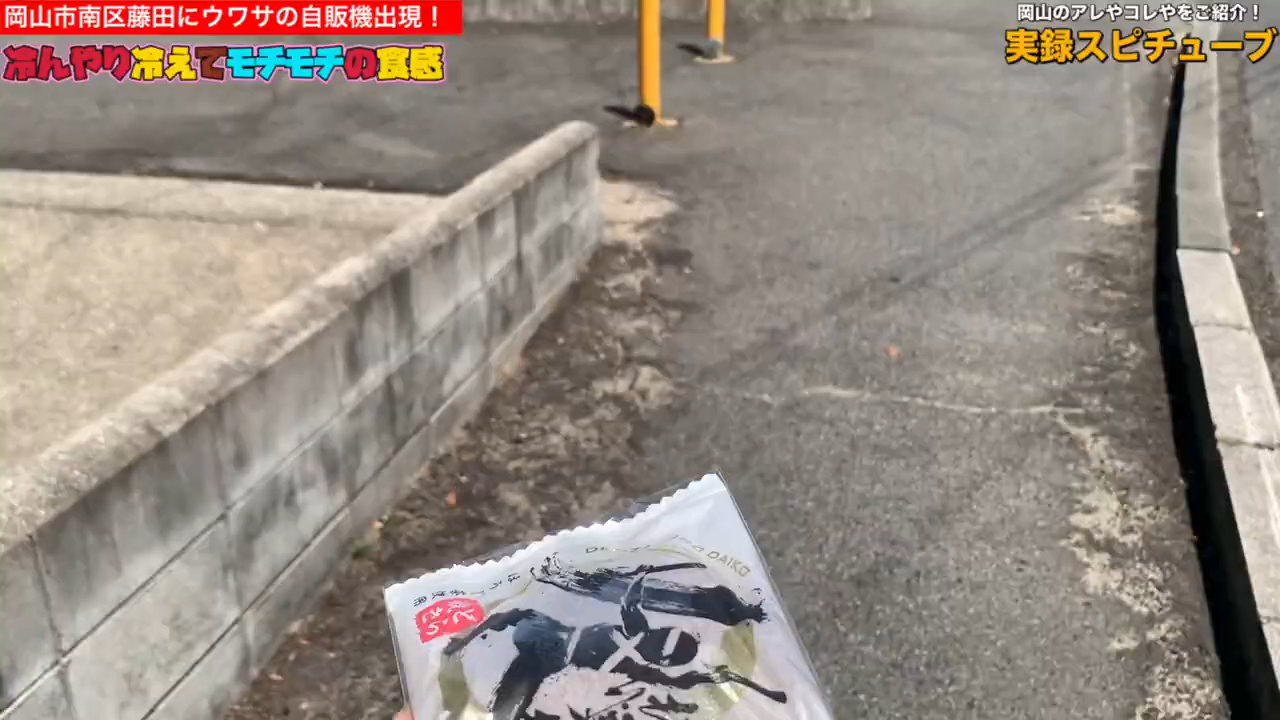 岡山市南区藤田にウワサの自販機出現！
冷んやり冷えてモチモチの食感
岡山のアレやコレやをご紹介！
実録スピチューブ
DAIKO